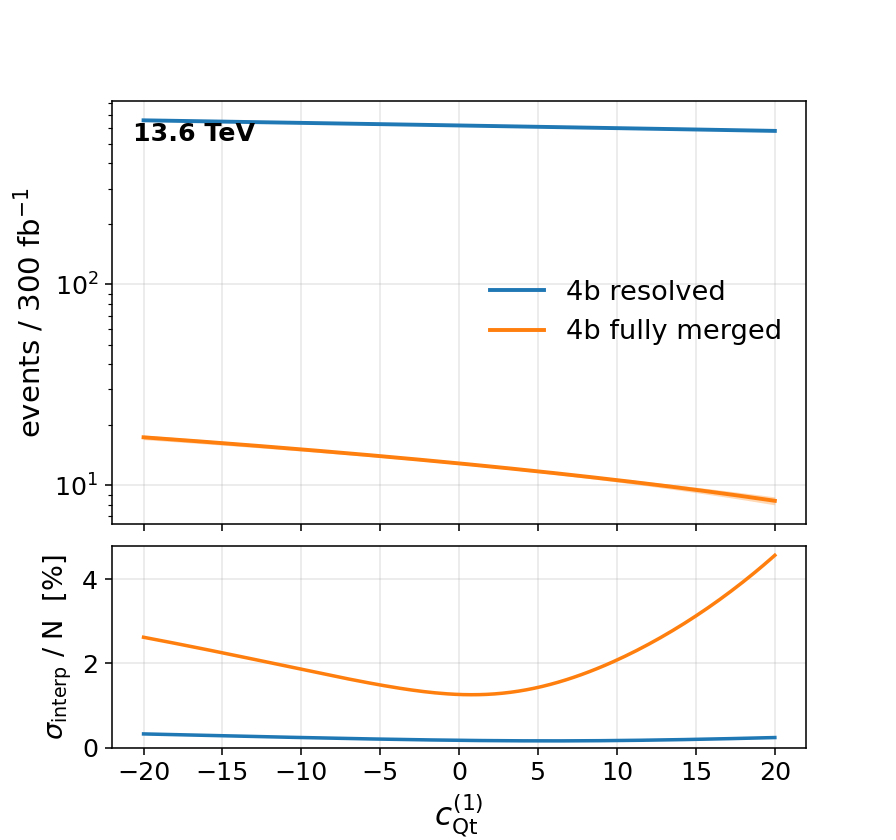 13.6 TeV
events / 300 fb⁻¹
10²
10¹
4b resolved
4b fully merged
σ_interp / N [%]
4
2
0
−20 −15 −10 −5 0 5 10 15 20
c_Qt^(1)